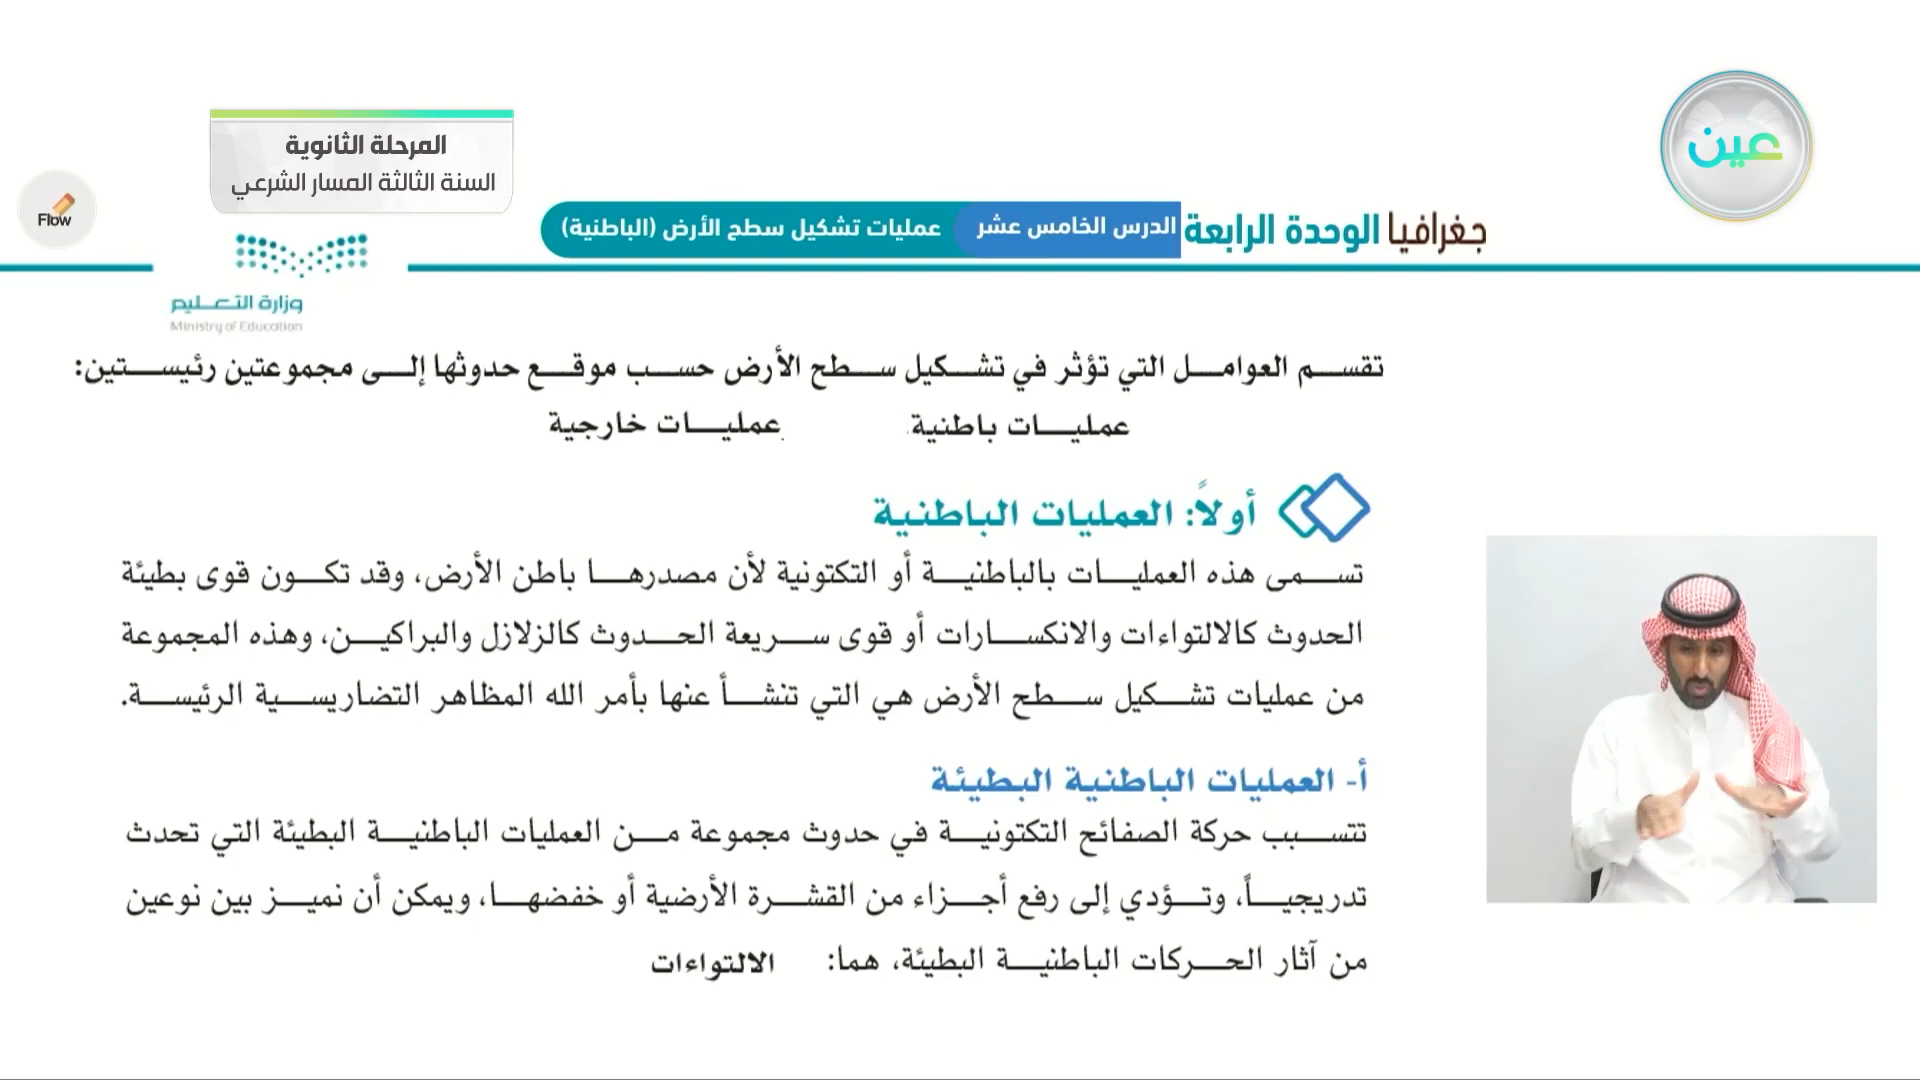 عين
المرحلة الثانوية
السنة الثالثة المسار الشرعي
Flow
جغرافيا الوحدة الرابعة الدرس الخامس عشر عمليات تشكيل سطح الأرض (الباطنية)
وزارة التعليم
Ministry of Education
تقسم العوامل التي تؤثر في تشكيل سطح الأرض حسب موقع حدوثها إلى مجموعتين رئيستين:
عمليات باطنية. عمليات خارجية.
أولاً: العمليات الباطنية
تسمى هذه العمليات بالباطنية أو التكتونية لأن مصدرها باطن الأرض، وقد تكون قوى بطيئة
الحدوث كالالتواءات والانكسارات أو قوى سريعة الحدوث كالزلازل والبراكين، وهذه المجموعة
من عمليات تشكيل سطح الأرض هي التي تنشأ عنها بأمر الله المظاهر التضاريسية الرئيسة.
أ- العمليات الباطنية البطيئة
تتسبب حركة الصفائح التكتونية في حدوث مجموعة من العمليات الباطنية البطيئة التي تحدث
تدريجياً، وتؤدي إلى رفع أجزاء من القشرة الأرضية أو خفضها، ويمكن أن نميز بين نوعين
من آثار الحركات الباطنية البطيئة، هما: الالتواءات